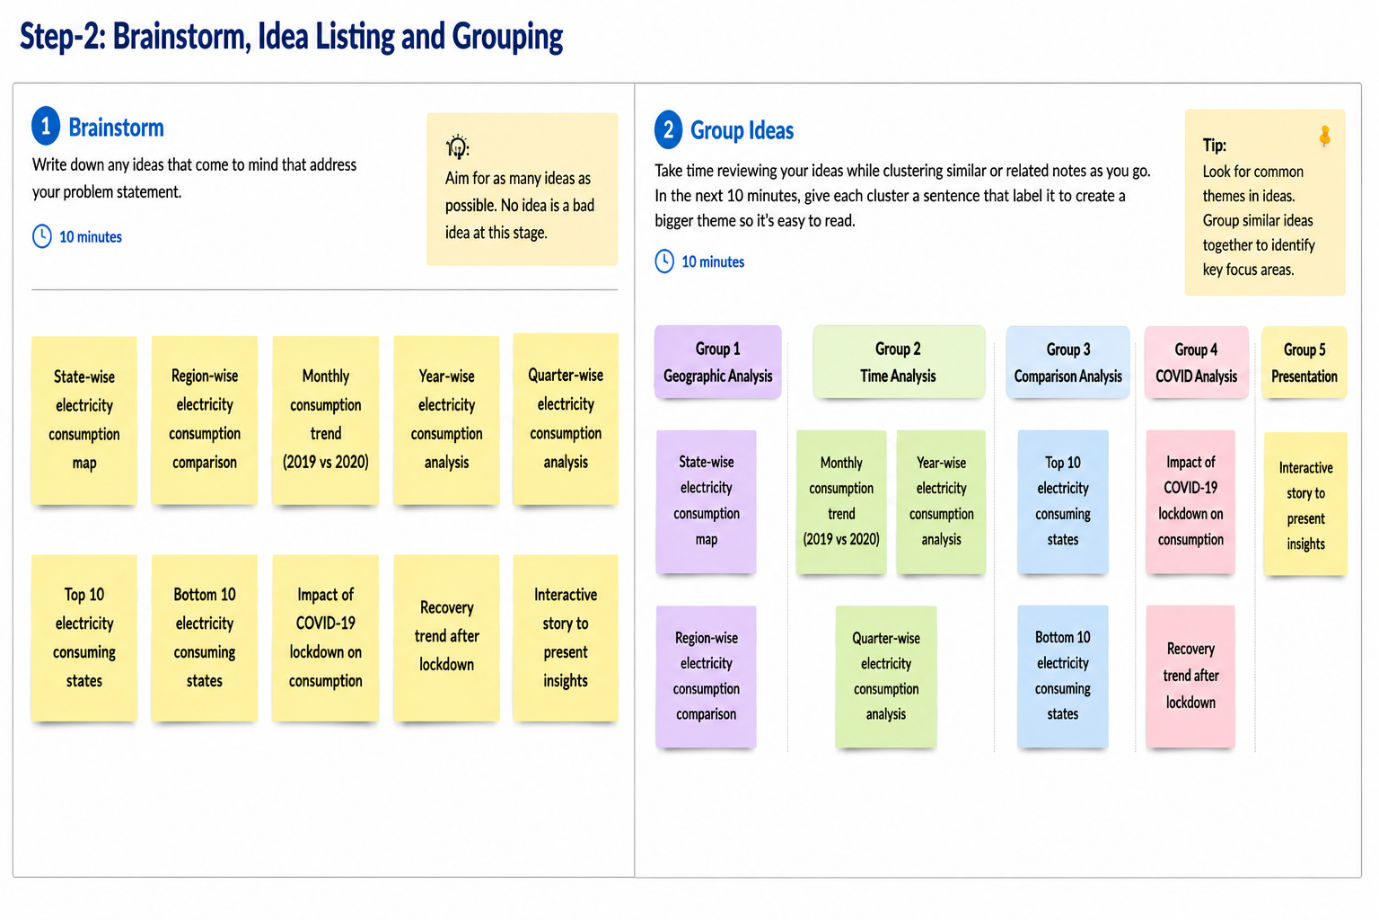 Step-2: Brainstorm, Idea Listing and Grouping
1 Brainstorm
Write down any ideas that come to mind that address
your problem statement.
10 minutes
Aim for as many ideas as
possible. No idea is a bad
idea at this stage.
State-wise
electricity
consumption
map
Region-wise
electricity
consumption
comparison
Monthly
consumption
trend
(2019 vs 2020)
Year-wise
electricity
consumption
analysis
Quarter-wise
electricity
consumption
analysis
Top 10
electricity
consuming
states
Bottom 10
electricity
consuming
states
Impact of
COVID-19
lockdown on
consumption
Recovery
trend after
lockdown
Interactive
story to
present
insights
2 Group Ideas
Take time reviewing your ideas while clustering similar or related notes as you go.
In the next 10 minutes, give each cluster a sentence that label it to create a
bigger theme so it's easy to read.
10 minutes
Tip:
Look for common
themes in ideas.
Group similar ideas
together to identify
key focus areas.
Group 1
Geographic Analysis
State-wise
electricity
consumption
map
Region-wise
electricity
consumption
comparison
Group 2
Time Analysis
Monthly
consumption
trend
(2019 vs 2020)
Year-wise
electricity
consumption
analysis
Quarter-wise
electricity
consumption
analysis
Group 3
Comparison Analysis
Top 10
electricity
consuming
states
Bottom 10
electricity
consuming
states
Group 4
COVID Analysis
Impact of
COVID-19
lockdown on
consumption
Recovery
trend after
lockdown
Group 5
Presentation
Interactive
story to
present
insights